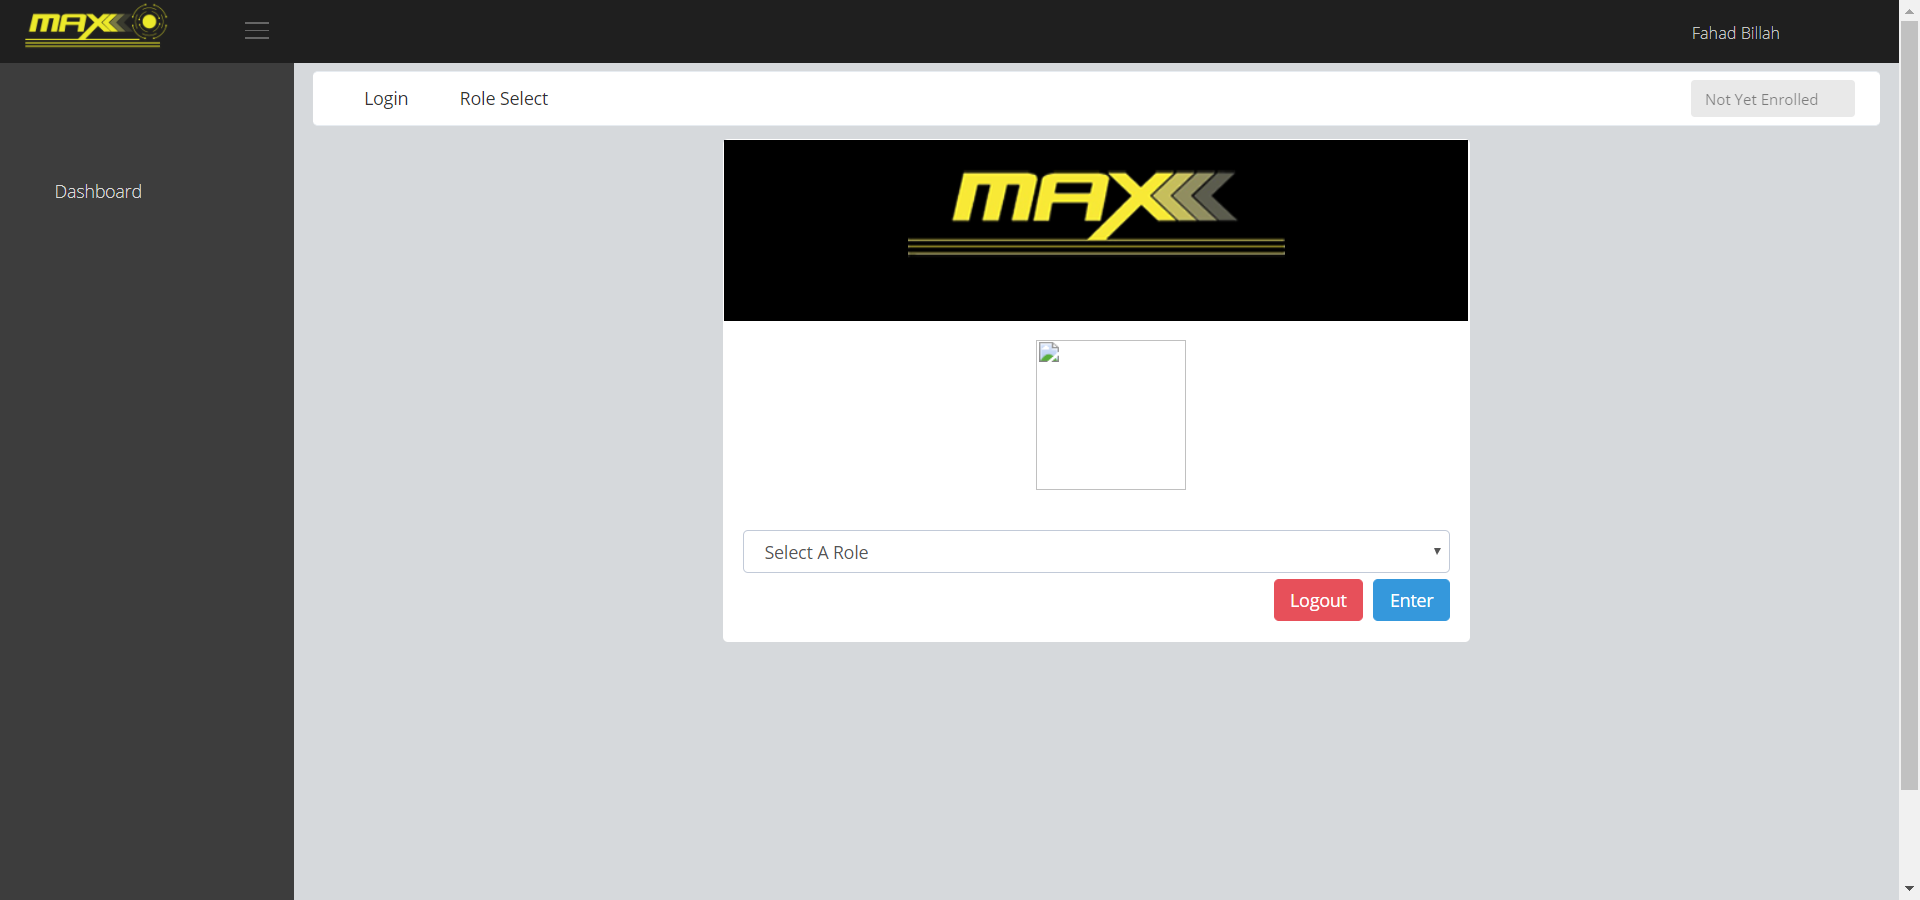 MAX
Fahad Billah
Login
Role Select
Not Yet Enrolled
Dashboard
MAX
Select A Role
Logout
Enter